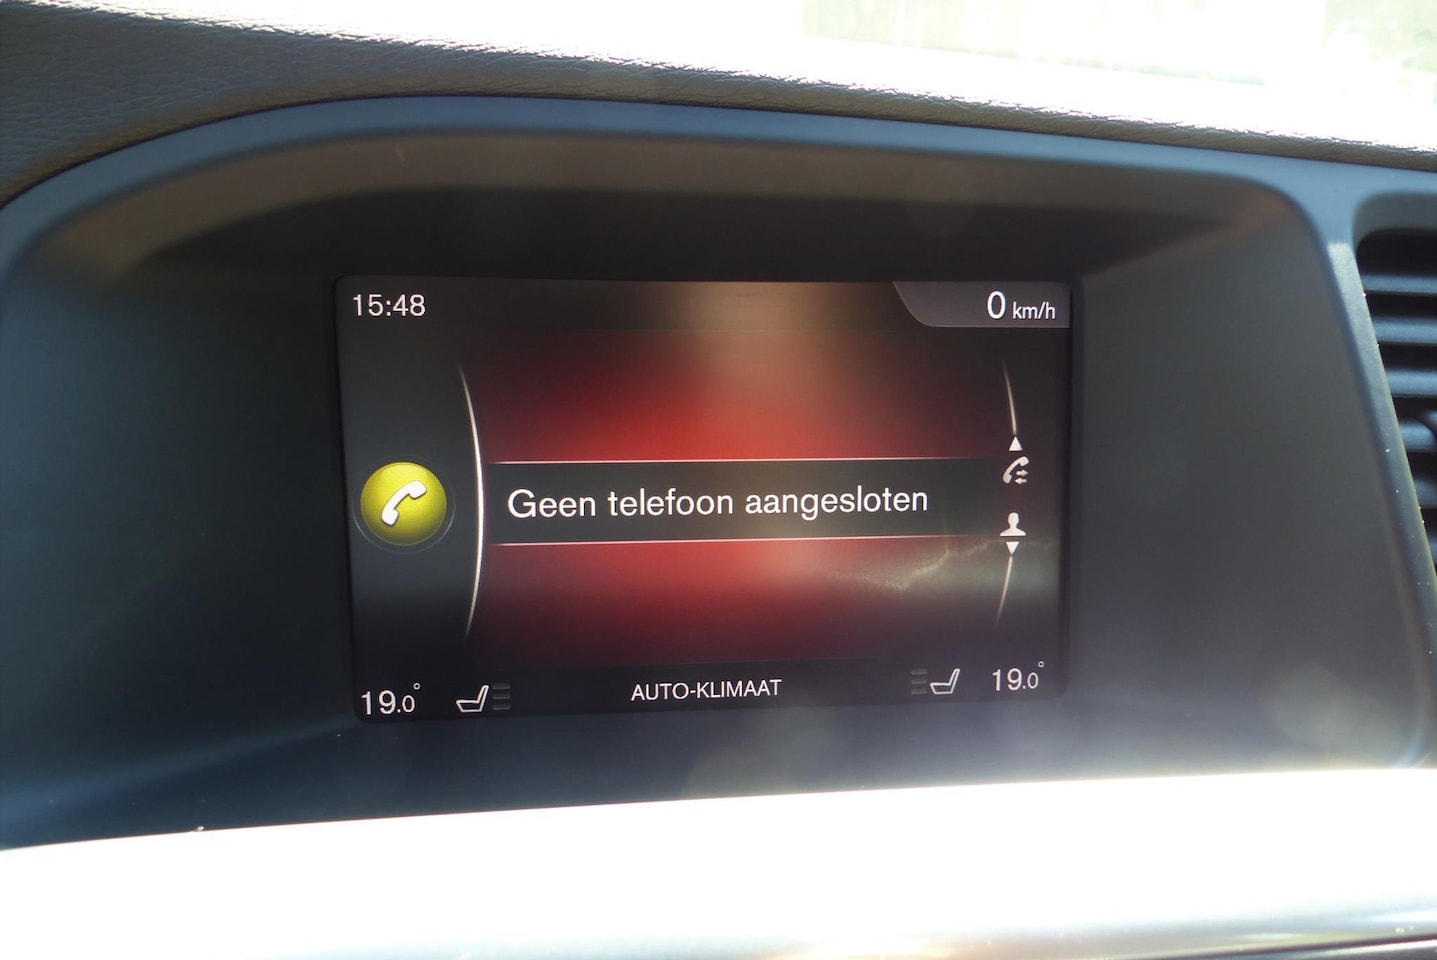 15:48
0 km/h
Geen telefoon aangesloten
19.0°
AUTO-KLIMAAT
19.0°